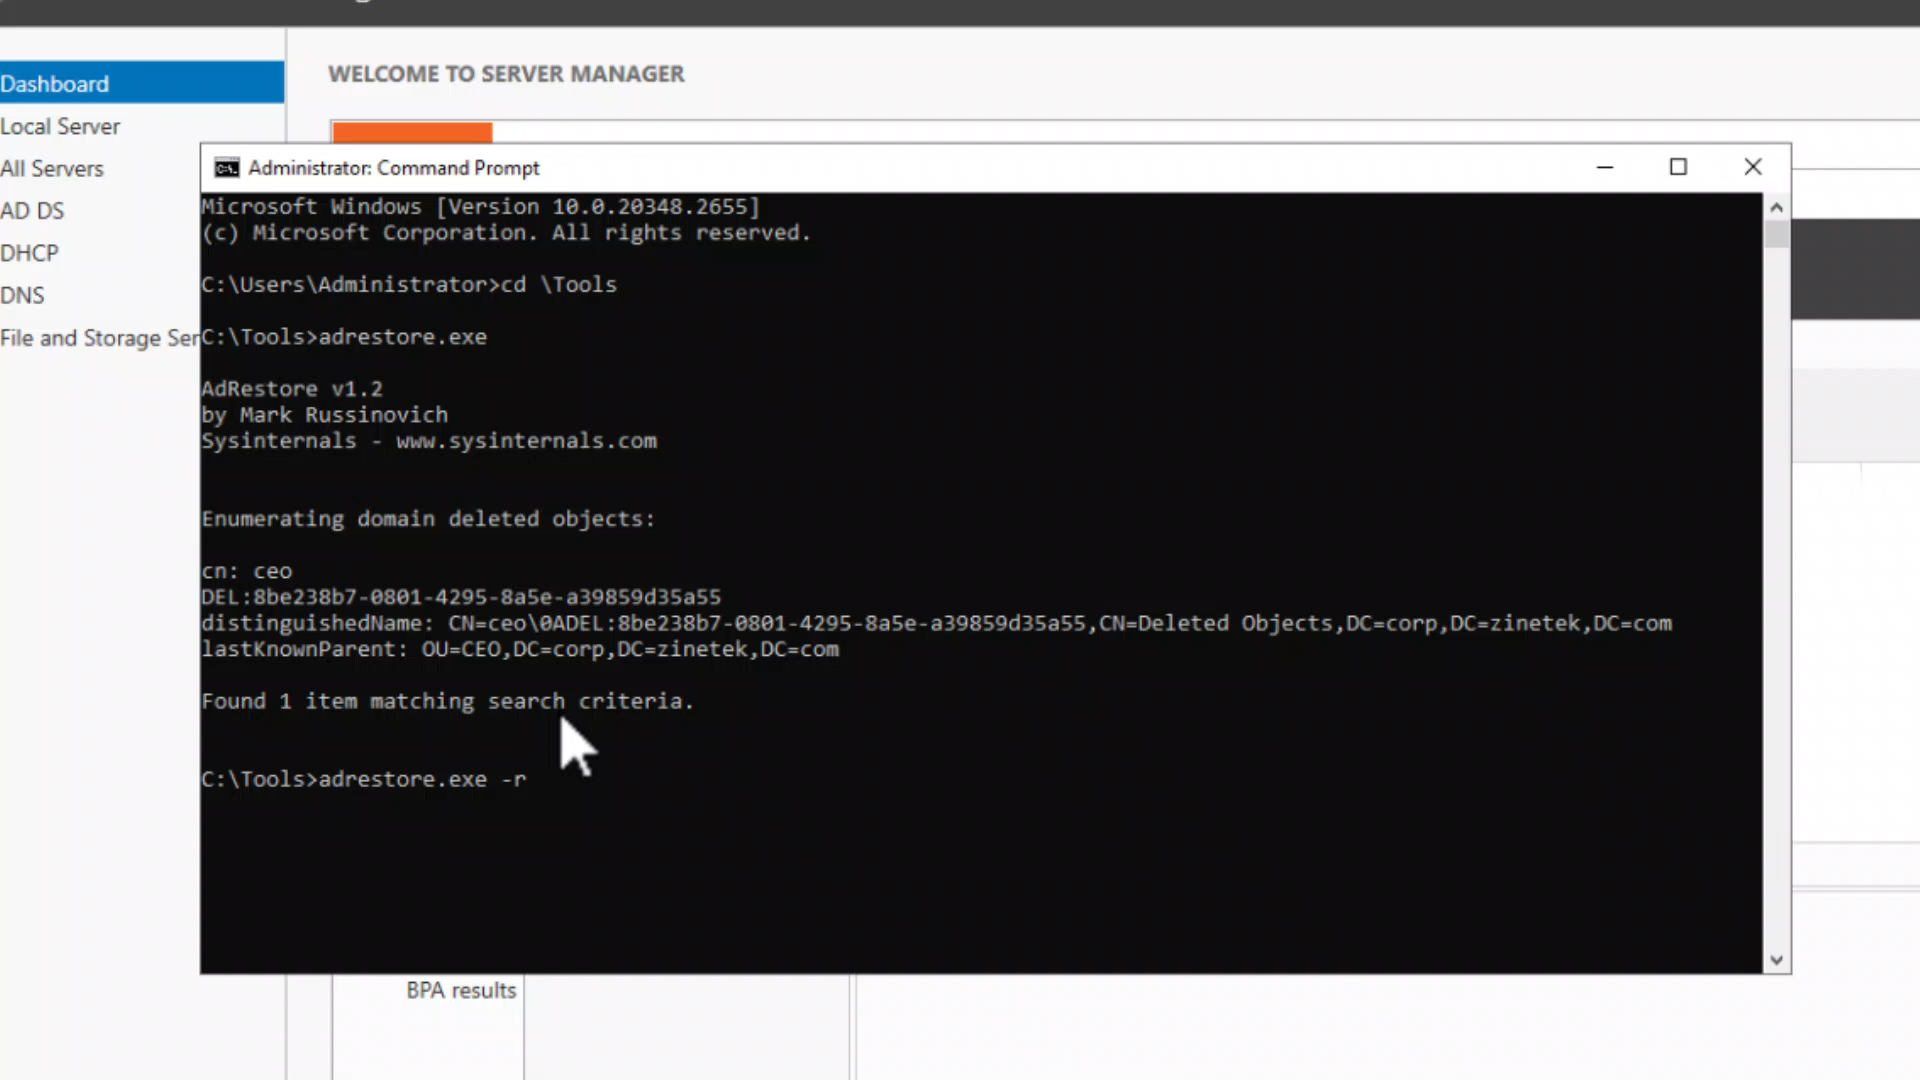 WELCOME TO SERVER MANAGER
Dashboard
Local Server
All Servers
AD DS
DHCP
DNS
File and Storage Ser
Administrator: Command Prompt
Microsoft Windows [Version 10.0.20348.2655]
(c) Microsoft Corporation. All rights reserved.
C:\Users\Administrator>cd \Tools
C:\Tools>adrestore.exe
AdRestore v1.2
by Mark Russinovich
Sysinternals - www.sysinternals.com
Enumerating domain deleted objects:
cn: ceo
DEL:8be238b7-0801-4295-8a5e-a39859d35a55
distinguishedName: CN=ceo\0ADEL:8be238b7-0801-4295-8a5e-a39859d35a55,CN=Deleted Objects,DC=corp,DC=zinetek,DC=com
lastKnownParent: OU=CEO,DC=corp,DC=zinetek,DC=com
Found 1 item matching search criteria.
C:\Tools>adrestore.exe -r
BPA results